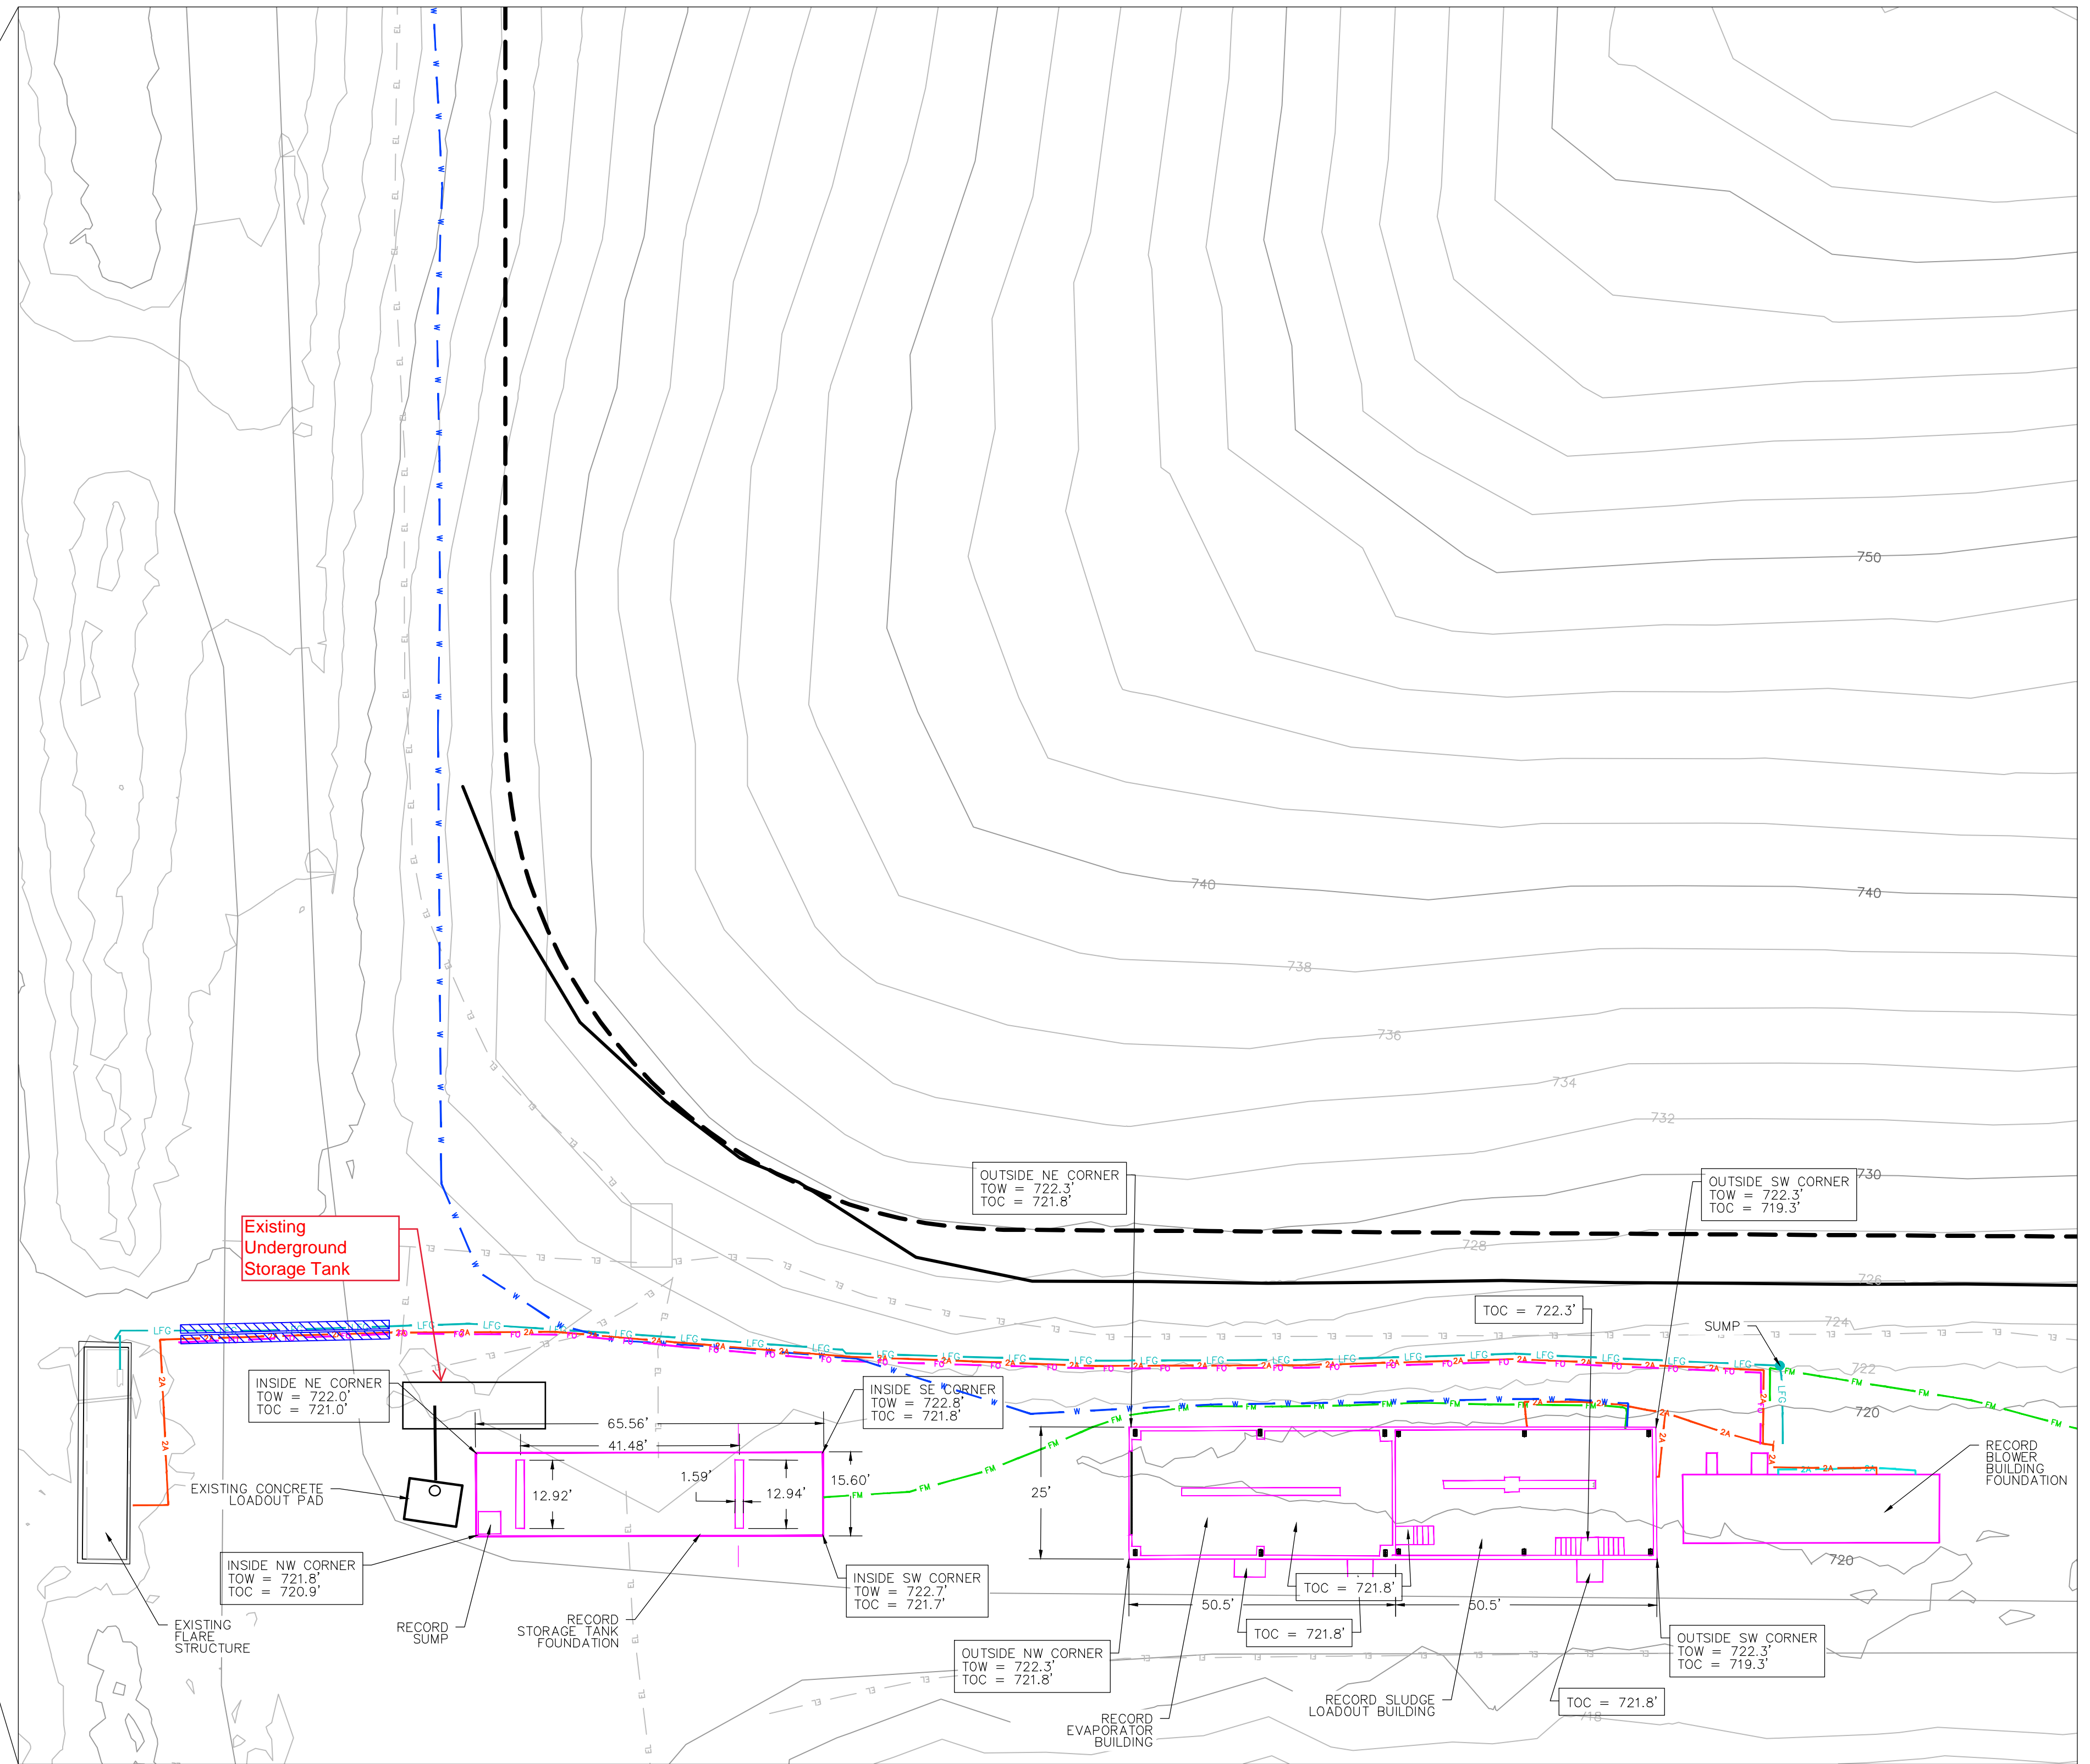 750
740
740
738
736
734
732
730
728
726
724
722
720
720
718
OUTSIDE NE CORNER
TOW = 722.3'
TOC = 721.8'
OUTSIDE SW CORNER
TOW = 722.3'
TOC = 719.3'
Existing
Underground
Storage Tank
TOC = 722.3'
SUMP
INSIDE NE CORNER
TOW = 722.0'
TOC = 721.0'
INSIDE SE CORNER
TOW = 722.8'
TOC = 721.8'
65.56'
41.48'
1.59'
15.60'
12.92'
12.94'
25'
EXISTING CONCRETE
LOADOUT PAD
RECORD
BLOWER
BUILDING
FOUNDATION
INSIDE NW CORNER
TOW = 721.8'
TOC = 720.9'
INSIDE SW CORNER
TOW = 722.7'
TOC = 721.7'
TOC = 721.8'
50.5'
50.5'
EXISTING
FLARE
STRUCTURE
RECORD
SUMP
RECORD
STORAGE TANK
FOUNDATION
TOC = 721.8'
OUTSIDE NW CORNER
TOW = 722.3'
TOC = 721.8'
OUTSIDE SW CORNER
TOW = 722.3'
TOC = 719.3'
RECORD
EVAPORATOR
BUILDING
RECORD SLUDGE
LOADOUT BUILDING
TOC = 721.8'
W
EL
LFG
2A
FO
FM